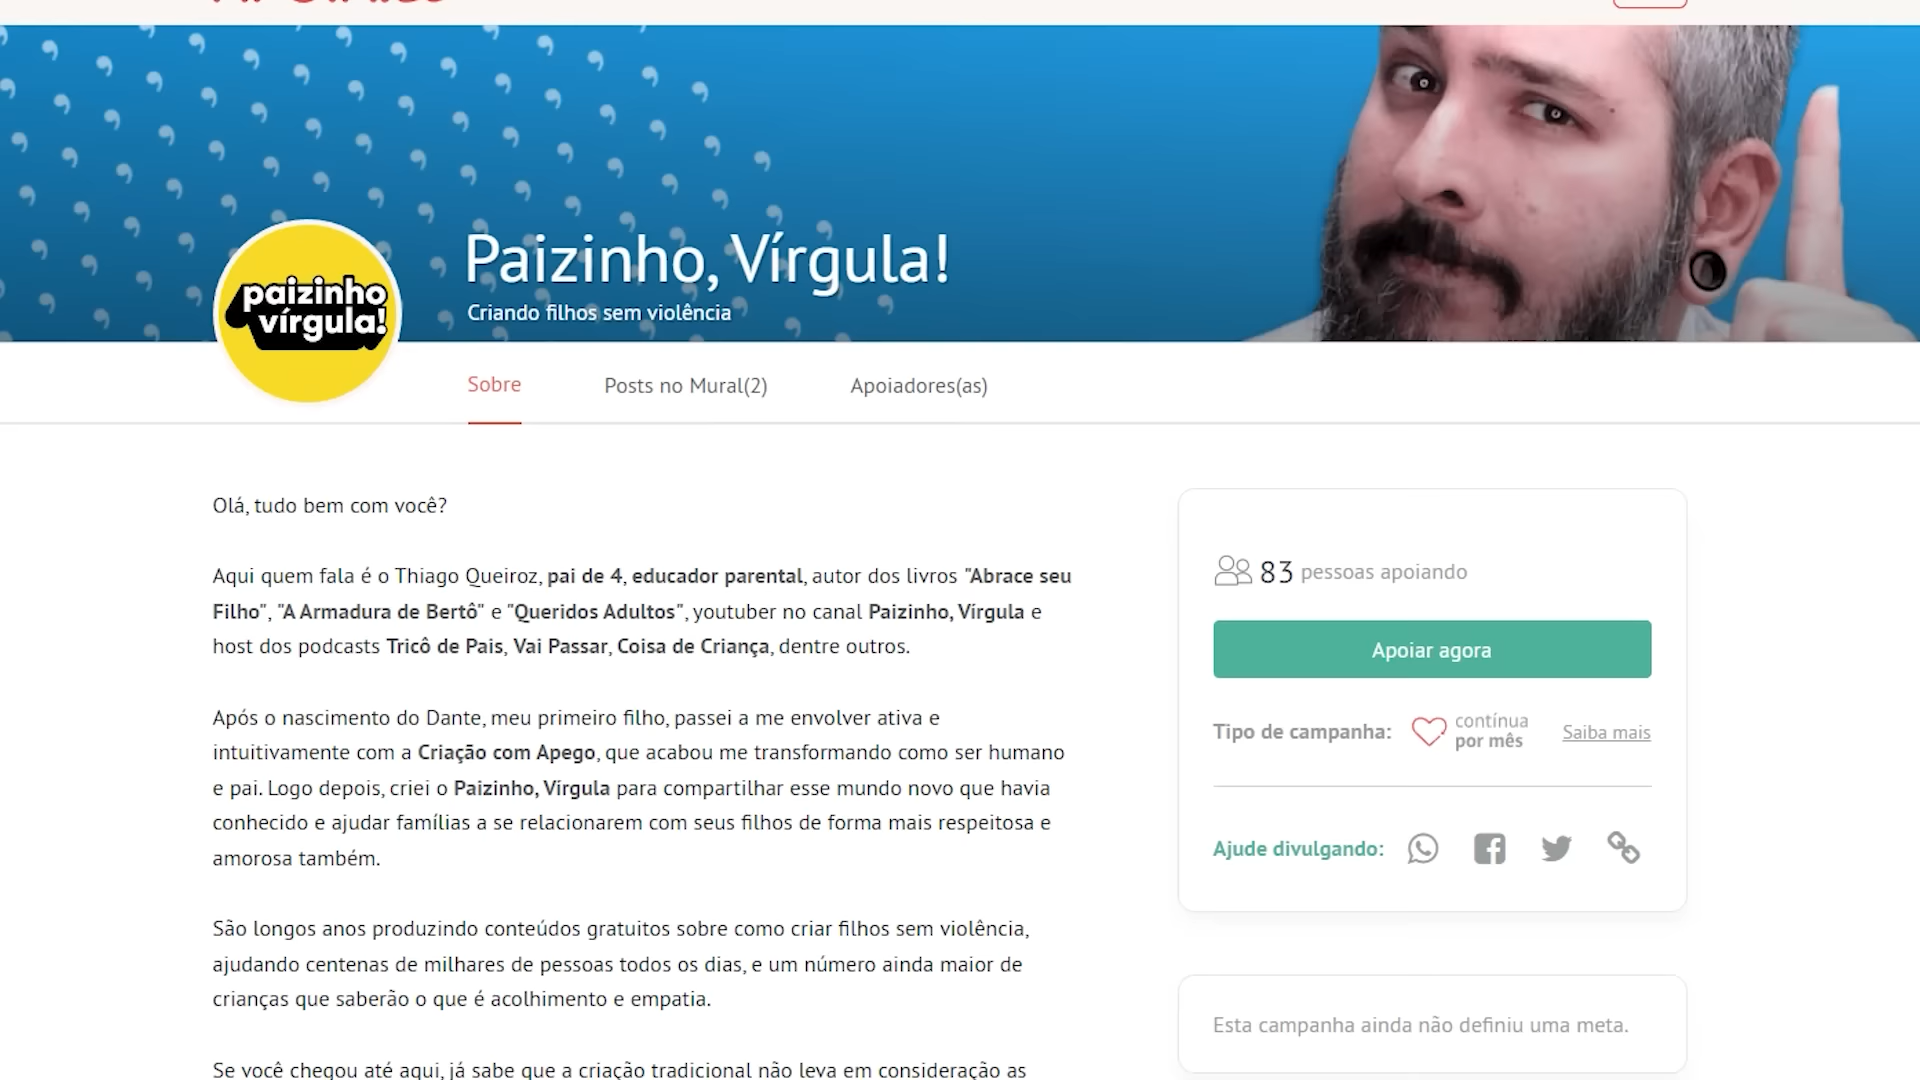 paizinho
vírgula!
Paizinho, Vírgula!
Criando filhos sem violência
Sobre
Posts no Mural(2)
Apoiadores(as)
Olá, tudo bem com você?
Aqui quem fala é o Thiago Queiroz, pai de 4, educador parental, autor dos livros "Abrace seu
Filho", "A Armadura de Bertô" e "Queridos Adultos", youtuber no canal Paizinho, Vírgula e
host dos podcasts Tricô de Pais, Vai Passar, Coisa de Criança, dentre outros.
Após o nascimento do Dante, meu primeiro filho, passei a me envolver ativa e
intuitivamente com a Criação com Apego, que acabou me transformando como ser humano
e pai. Logo depois, criei o Paizinho, Vírgula para compartilhar esse mundo novo que havia
conhecido e ajudar famílias a se relacionarem com seus filhos de forma mais respeitosa e
amorosa também.
São longos anos produzindo conteúdos gratuitos sobre como criar filhos sem violência,
ajudando centenas de milhares de pessoas todos os dias, e um número ainda maior de
crianças que saberão o que é acolhimento e empatia.
Se você chegou até aqui, já sabe que a criação tradicional não leva em consideração as
83 pessoas apoiando
Apoiar agora
Tipo de campanha:
contínua
por mês
Saiba mais
Ajude divulgando:
Esta campanha ainda não definiu uma meta.